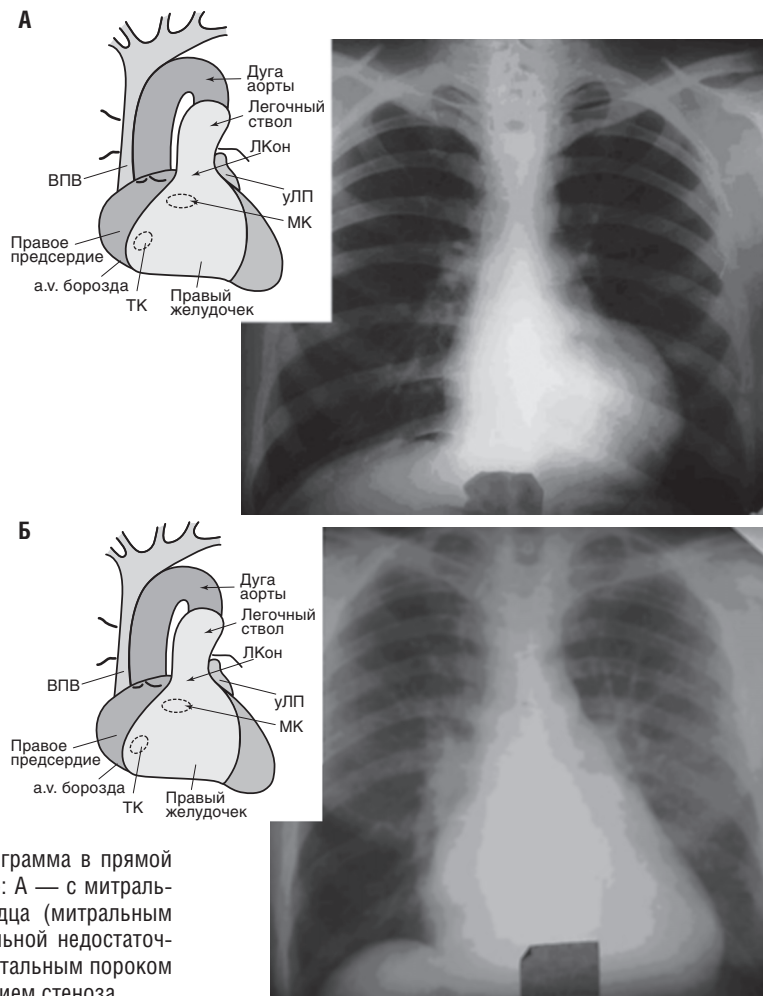 А
Дуга
аорты
Легочный
ствол
ЛКон
ВПВ
уЛП
МК
Правое
предсердие
a.v. борозда
ТК
Правый
желудочек
Б
Дуга
аорты
Легочный
ствол
ЛКон
ВПВ
уЛП
МК
Правое
предсердие
a.v. борозда
ТК
Правый
желудочек
грамма в прямой
: А — с митраль-
дца (митральным
льной недостаточ-
тальным пороком
ием стеноза